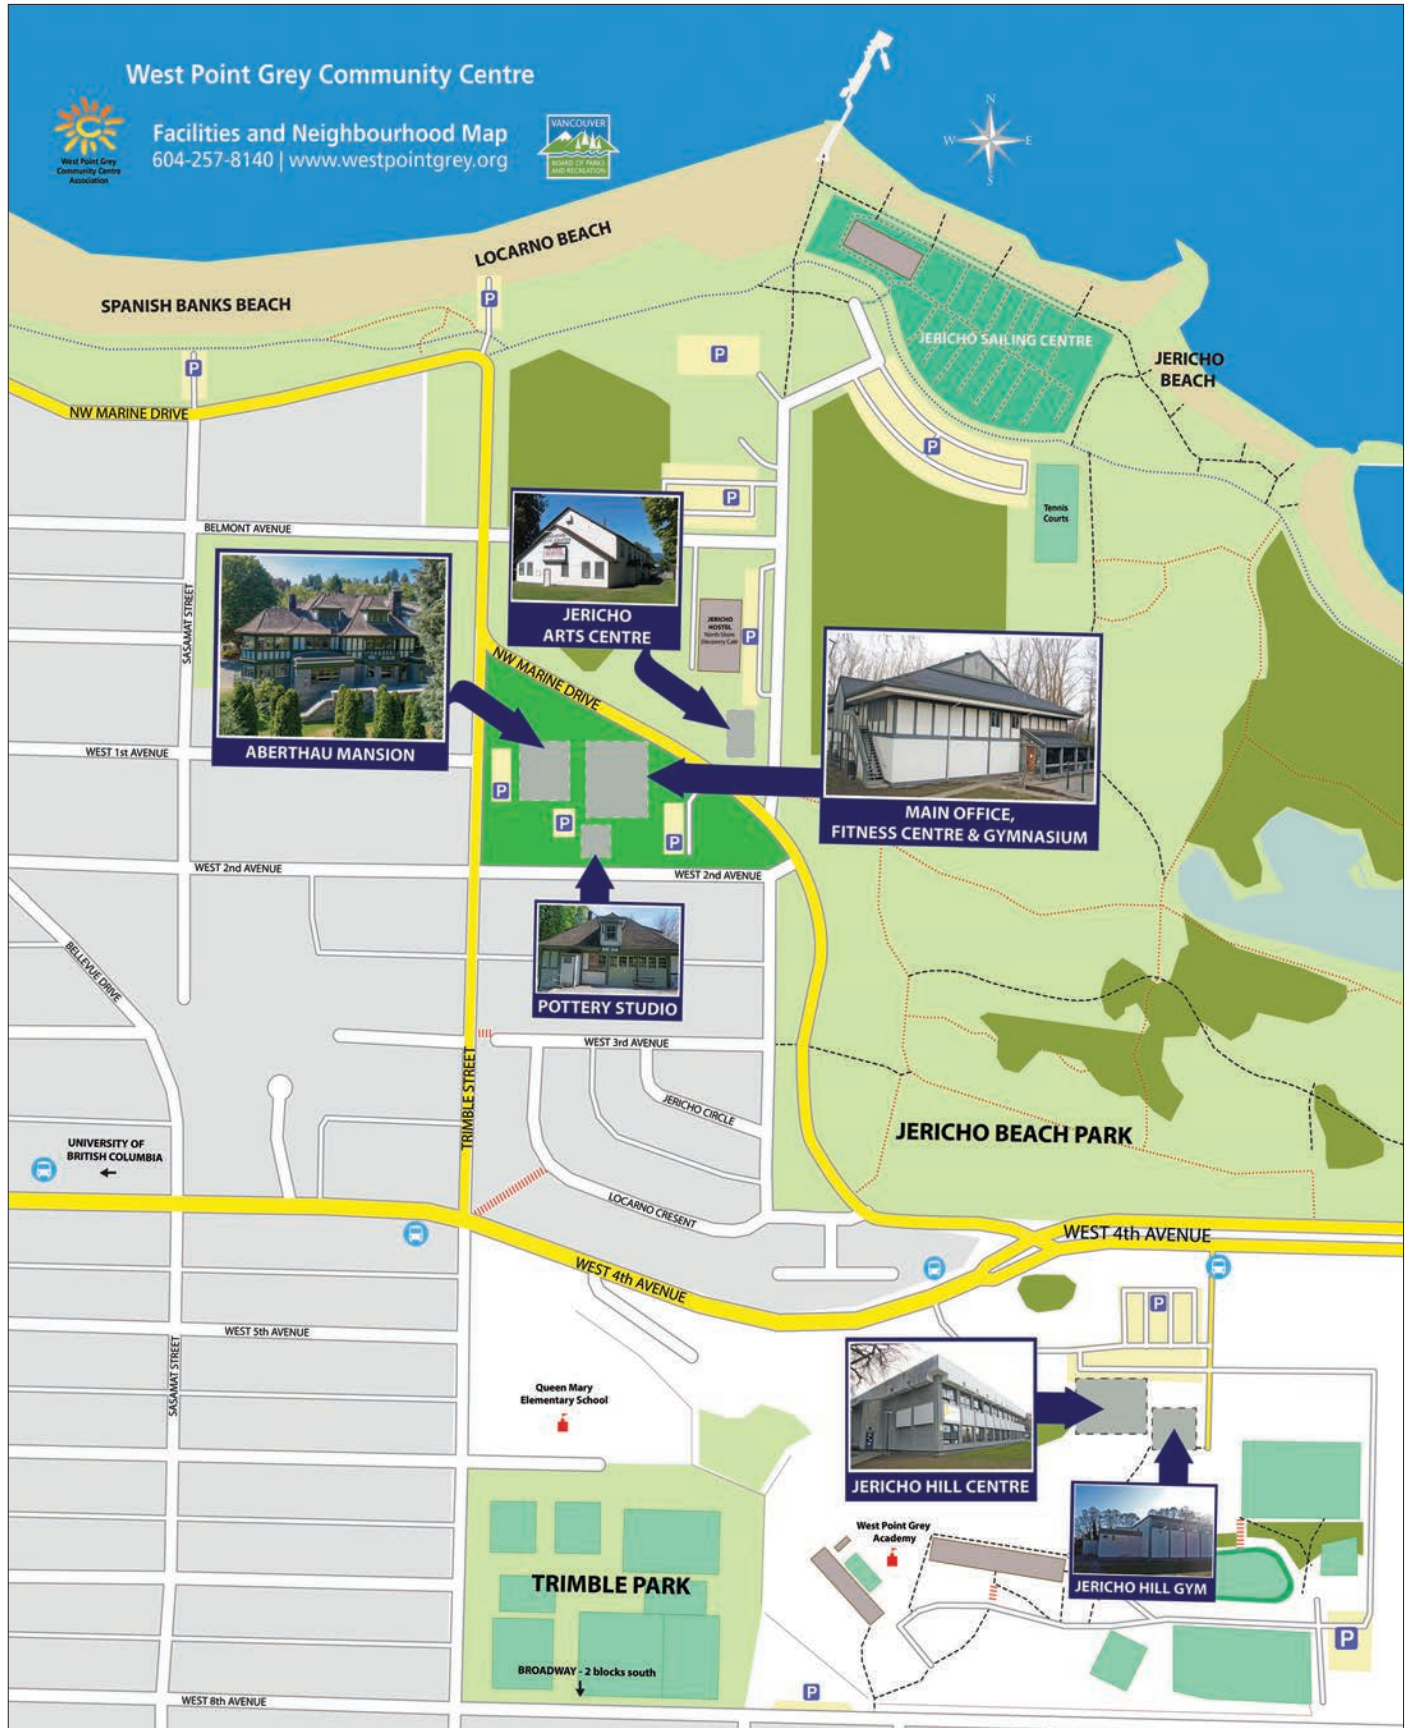 West Point Grey Community Centre
Facilities and Neighbourhood Map
604-257-8140 | www.westpointgrey.org
West Point Grey
Community Centre
Association
VANCOUVER
BOARD OF PARKS
AND RECREATION
N
W
E
S
LOCARNO BEACH
SPANISH BANKS BEACH
P
P
P
JERICHO SAILING CENTRE
JERICHO
BEACH
NW MARINE DRIVE
P
P
Tennis
Courts
BELMONT AVENUE
SASAMAT STREET
JERICHO
ARTS CENTRE
JERICHO
HOSTEL
North Shore
Discovery Cafe
P
NW MARINE DRIVE
ABERTHAU MANSION
WEST 1st AVENUE
MAIN OFFICE,
FITNESS CENTRE & GYMNASIUM
P
P
P
WEST 2nd AVENUE
WEST 2nd AVENUE
BELLEVUE DRIVE
POTTERY STUDIO
WEST 3rd AVENUE
TRIMBLE STREET
JERICHO CIRCLE
JERICHO BEACH PARK
UNIVERSITY OF
BRITISH COLUMBIA
LOCARNO CRESENT
WEST 4th AVENUE
WEST 4th AVENUE
P
WEST 5th AVENUE
SASAMAT STREET
Queen Mary
Elementary School
JERICHO HILL CENTRE
West Point Grey
Academy
JERICHO HILL GYM
TRIMBLE PARK
P
BROADWAY - 2 blocks south
P
WEST 8th AVENUE